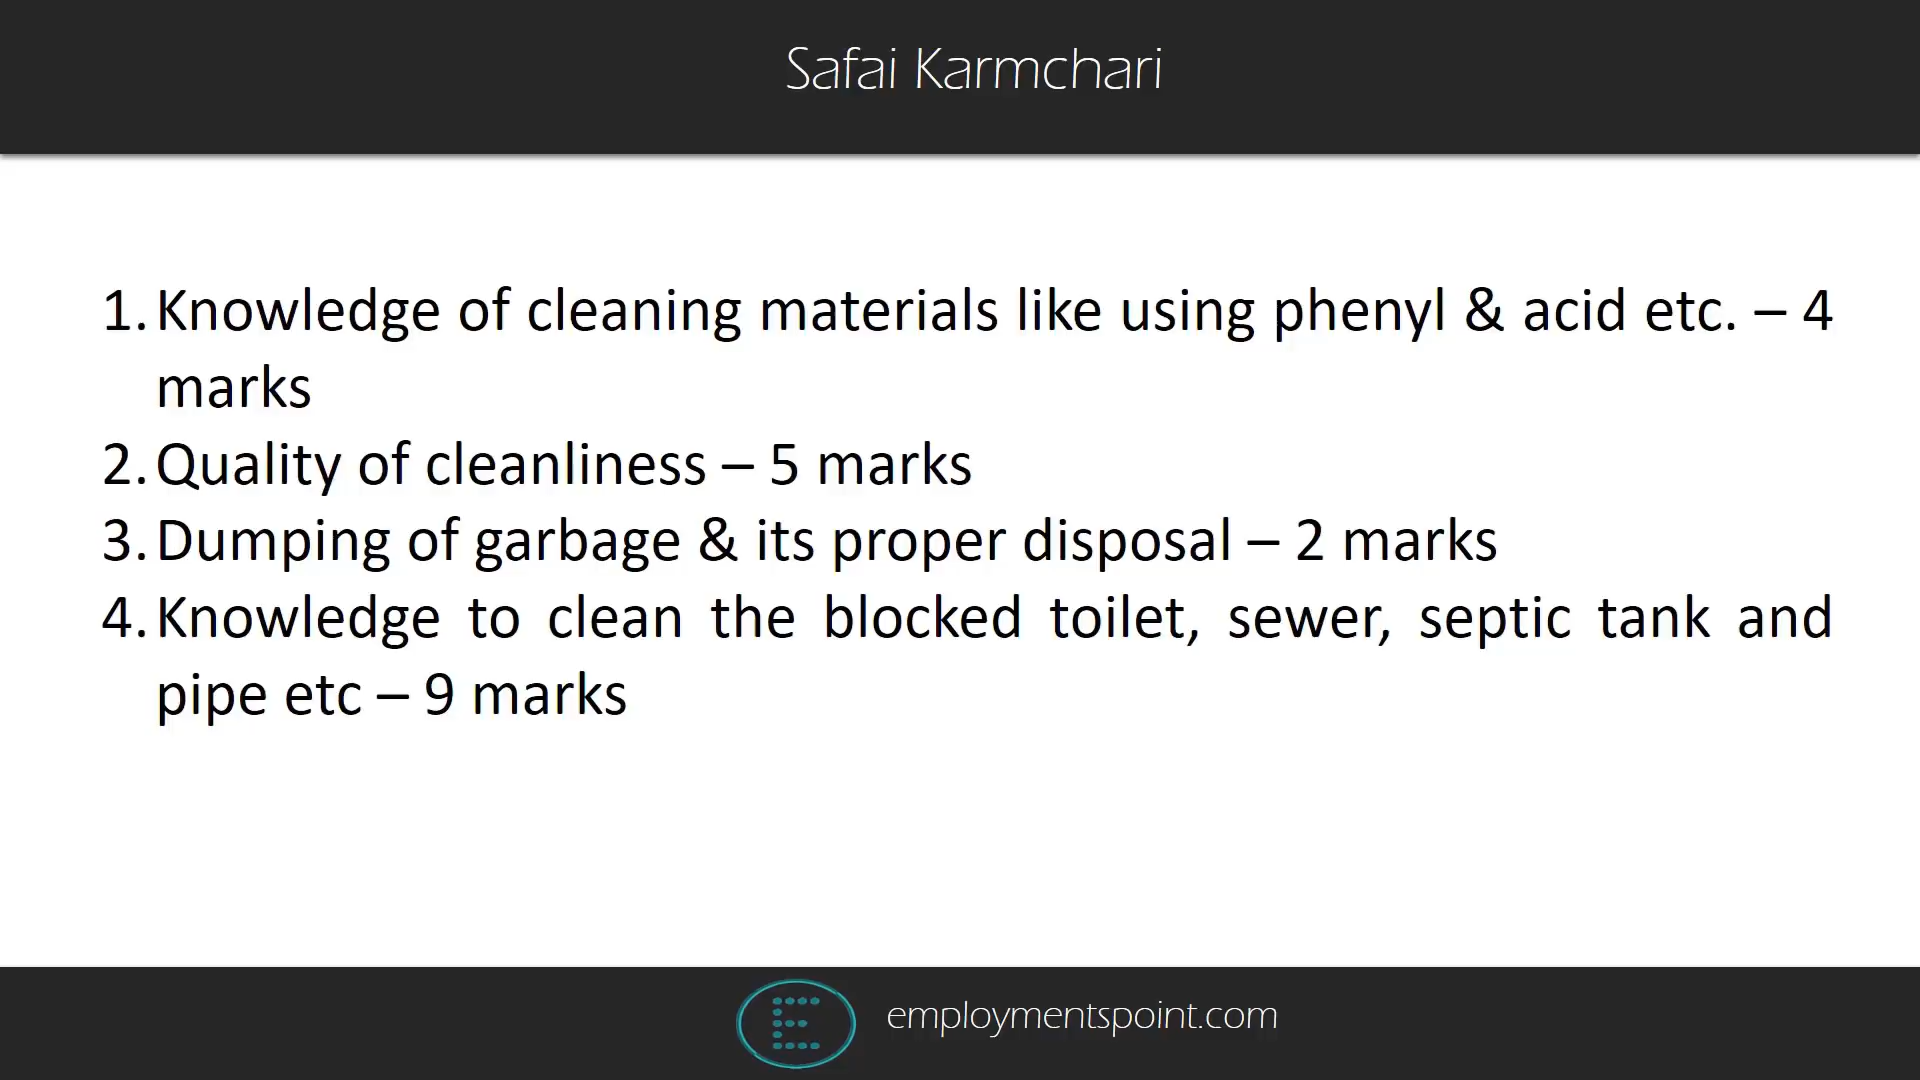 Safai Karmchari
1. Knowledge of cleaning materials like using phenyl & acid etc. – 4
marks
2. Quality of cleanliness – 5 marks
3. Dumping of garbage & its proper disposal – 2 marks
4. Knowledge to clean the blocked toilet, sewer, septic tank and
pipe etc – 9 marks
E
employmentspoint.com